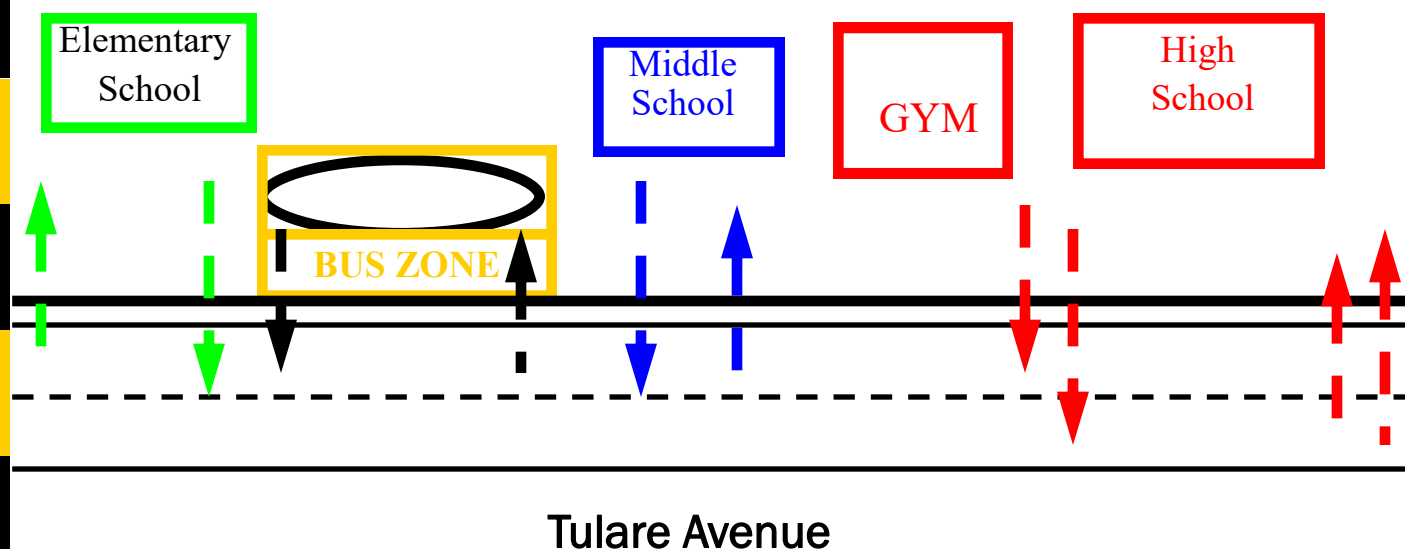 Elementary
School
Middle
School
GYM
High
School
BUS ZONE
Tulare Avenue